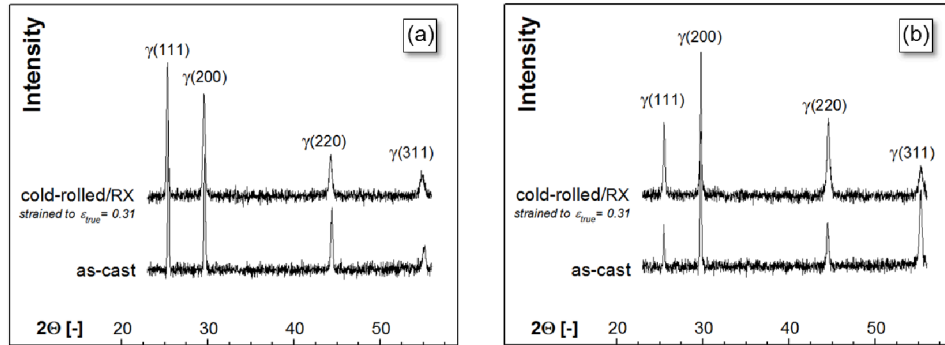 (a)
Intensity
γ(111)
γ(200)
γ(220)
γ(311)
cold-rolled/RX
strained to εtrue= 0.31
as-cast
2Θ [-] 20 30 40 50
(b)
Intensity
γ(200)
γ(111)
γ(220)
γ(311)
cold-rolled/RX
strained to εtrue= 0.31
as-cast
2Θ [-] 20 30 40 50